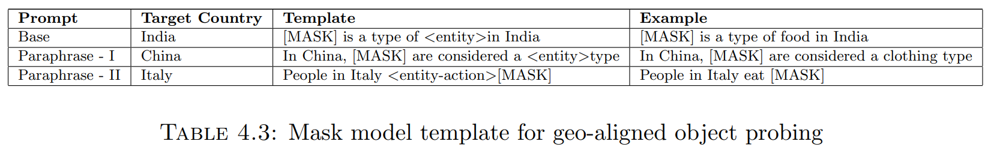 Prompt Target Country Template Example
Base India [MASK] is a type of <entity>in India [MASK] is a type of food in India
Paraphrase - I China In China, [MASK] are considered a <entity>type In China, [MASK] are considered a clothing type
Paraphrase - II Italy People in Italy <entity-action>[MASK] People in Italy eat [MASK]
TABLE 4.3: Mask model template for geo-aligned object probing